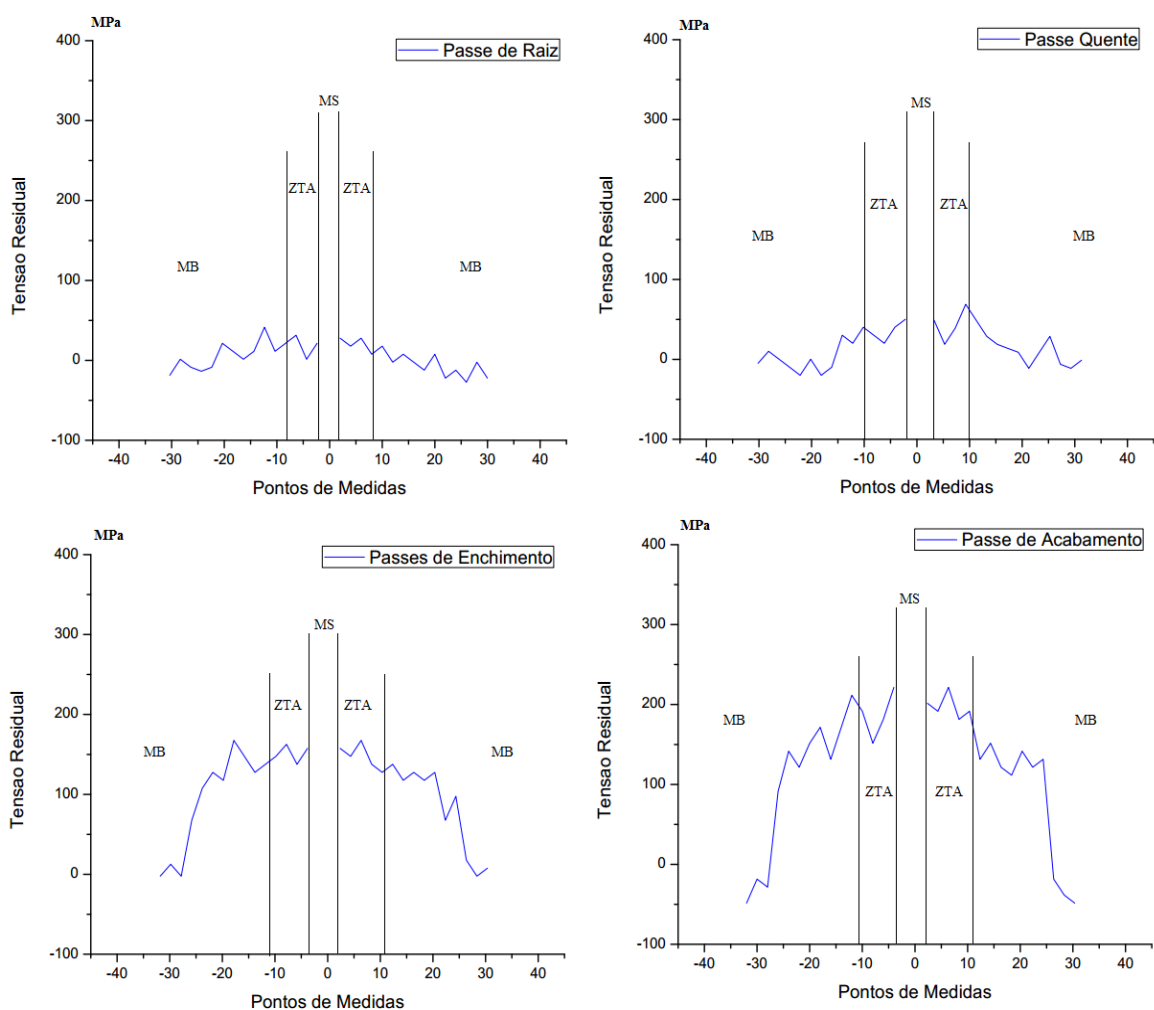 MPa
400
300
200
100
0
-100
Tensao Residual
Passe de Raiz
MS
ZTA
ZTA
MB
MB
-40 -30 -20 -10 0 10 20 30 40
Pontos de Medidas
MPa
400
300
200
100
0
-100
Tensao Residual
Passe Quente
MS
ZTA
ZTA
MB
MB
-40 -30 -20 -10 0 10 20 30 40
Pontos de Medidas
MPa
400
300
200
100
0
-100
Tensao Residual
Passes de Enchimento
MS
ZTA
ZTA
MB
MB
-40 -30 -20 -10 0 10 20 30 40
Pontos de Medidas
MPa
400
300
200
100
0
-100
Tensao Residual
Passe de Acabamento
MS
MB
MB
ZTA
ZTA
-40 -30 -20 -10 0 10 20 30 40
Pontos de Medidas